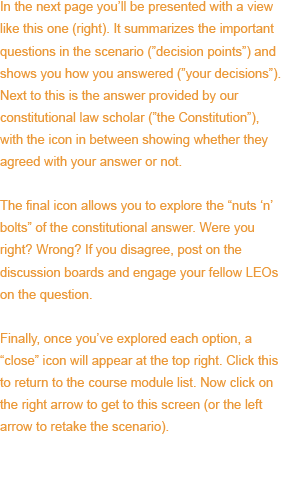 In the next page you’ll be presented with a view
like this one (right). It summarizes the important
questions in the scenario (”decision points”) and
shows you how you answered (”your decisions”).
Next to this is the answer provided by our
constitutional law scholar (”the Constitution”),
with the icon in between showing whether they
agreed with your answer or not.
The final icon allows you to explore the “nuts ‘n’
bolts” of the constitutional answer. Were you
right? Wrong? If you disagree, post on the
discussion boards and engage your fellow LEOs
on the question.
Finally, once you’ve explored each option, a
“close” icon will appear at the top right. Click this
to return to the course module list. Now click on
the right arrow to get to this screen (or the left
arrow to retake the scenario).